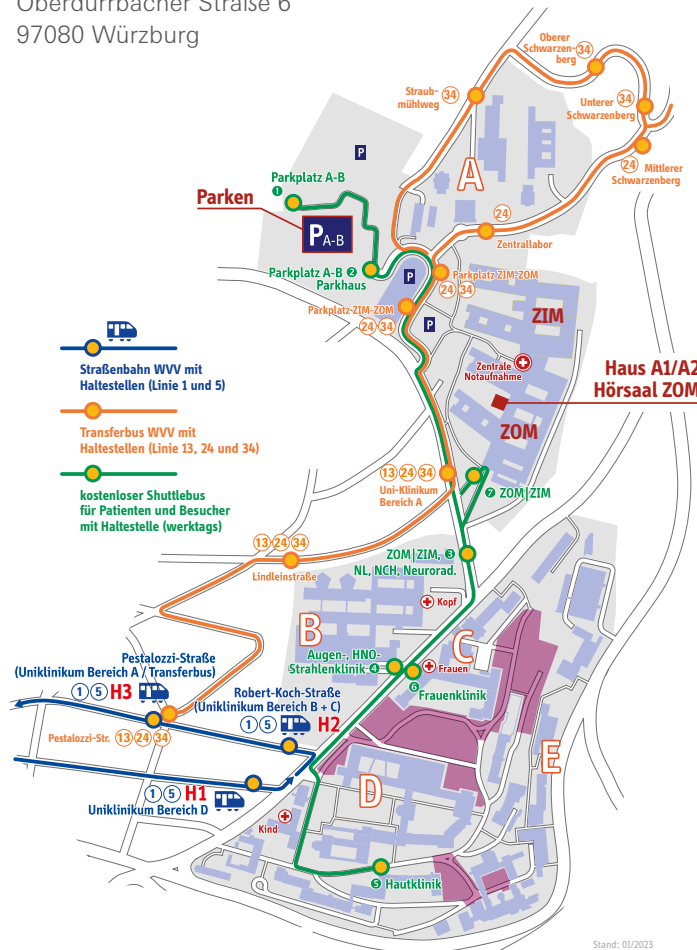 Oberdürrbacher Straße 6
97080 Würzburg
Oberer
Schwarzen-
berg
34
Straub-
mühlweg
34
Unterer
Schwarzenberg
34
24
Mittlerer
Schwarzenberg
A
P
Parkplatz A-B
1
Parken
P A-B
24
Zentrallabor
Parkplatz A-B 2
Parkhaus
P
Parkplatz ZIM-ZOM
24 34
Parkplatz ZIM-ZOM
24 34
P
ZIM
Straßenbahn WVV mit
Haltestellen (Linie 1 und 5)
Zentrale
Notaufnahme
Haus A1/A2
Hörsaal ZOM
ZOM
Transferbus WVV mit
Haltestellen (Linie 13, 24 und 34)
kostenloser Shuttlebus
für Patienten und Besucher
mit Haltestelle (werktags)
13 24 34
Uni-Klinikum
Bereich A
7 ZOM|ZIM
13 24 34
Lindleinstraße
ZOM|ZIM, 3
NL, NCH, Neurorad.
Kopf
B
C
Augen-, HNO-
Strahlenklinik 4
Frauen
6
Frauenklinik
Pestalozzi-Straße
(Uniklinikum Bereich A / Transferbus)
1 5 H3
Robert-Koch-Straße
(Uniklinikum Bereich B + C)
1 5 H2
Pestalozzi-Str. 13 24 34
E
D
1 5 H1
Uniklinikum Bereich D
Kind
5 Hautklinik
Stand: 01/2023